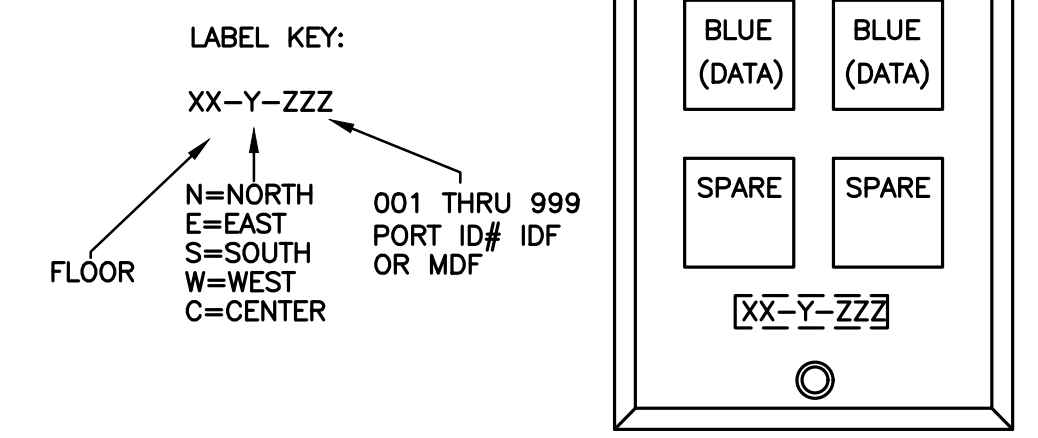 LABEL KEY:
XX-Y-ZZZ
N=NORTH
E=EAST
S=SOUTH
W=WEST
C=CENTER
FLOOR
001 THRU 999
PORT ID# IDF
OR MDF
BLUE
(DATA)
BLUE
(DATA)
SPARE
SPARE
XX-Y-ZZZ